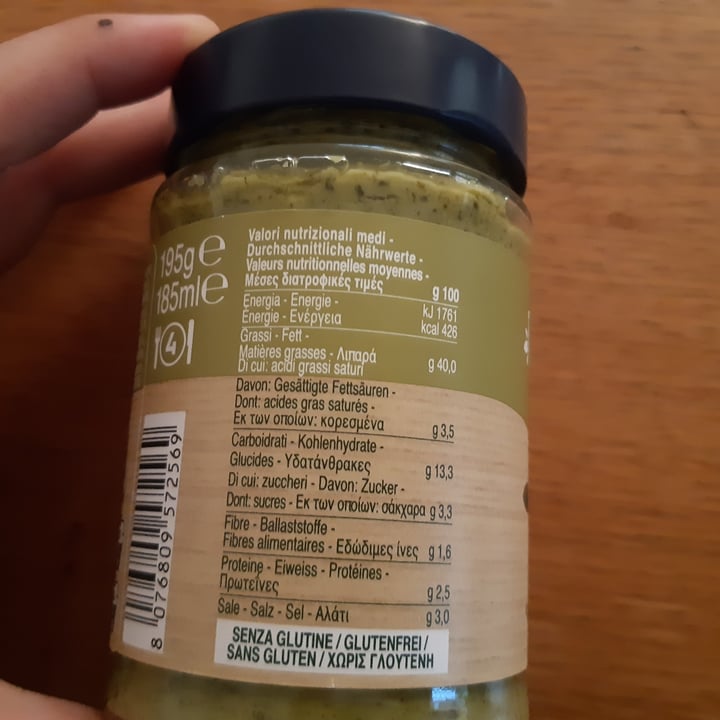 195g e
185ml e
4
Valori nutrizionali medi -
Durchschnittliche Nährwerte -
Valeurs nutritionnelles moyennes -
Μέσες διατροφικές τιμές g 100
Energia - Energie - kJ 1761
Énergie - Ενέργεια kcal 426
Grassi - Fett -
Matières grasses - Λιπαρά g 40,0
Di cui: acidi grassi saturi
Davon: Gesättigte Fettsäuren -
Dont: acides gras saturés -
Εκ των οποίων: κορεσμένα g 3,5
Carboidrati - Kohlenhydrate -
Glucides - Υδατάνθρακες g 13,3
Di cui: zuccheri - Davon: Zucker -
Dont: sucres - Εκ των οποίων: σάκχαρα g 3,3
Fibre - Ballaststoffe -
Fibres alimentaires - Εδώδιμες ίνες g 1,6
Proteine - Eiweiss - Protéines -
Πρωτεΐνες g 2,5
Sale - Salz - Sel - Αλάτι g 3,0
SENZA GLUTINE / GLUTENFREI /
SANS GLUTEN / ΧΩΡΙΣ ΓΛΟΥΤΕΝΗ
8 076809 572569